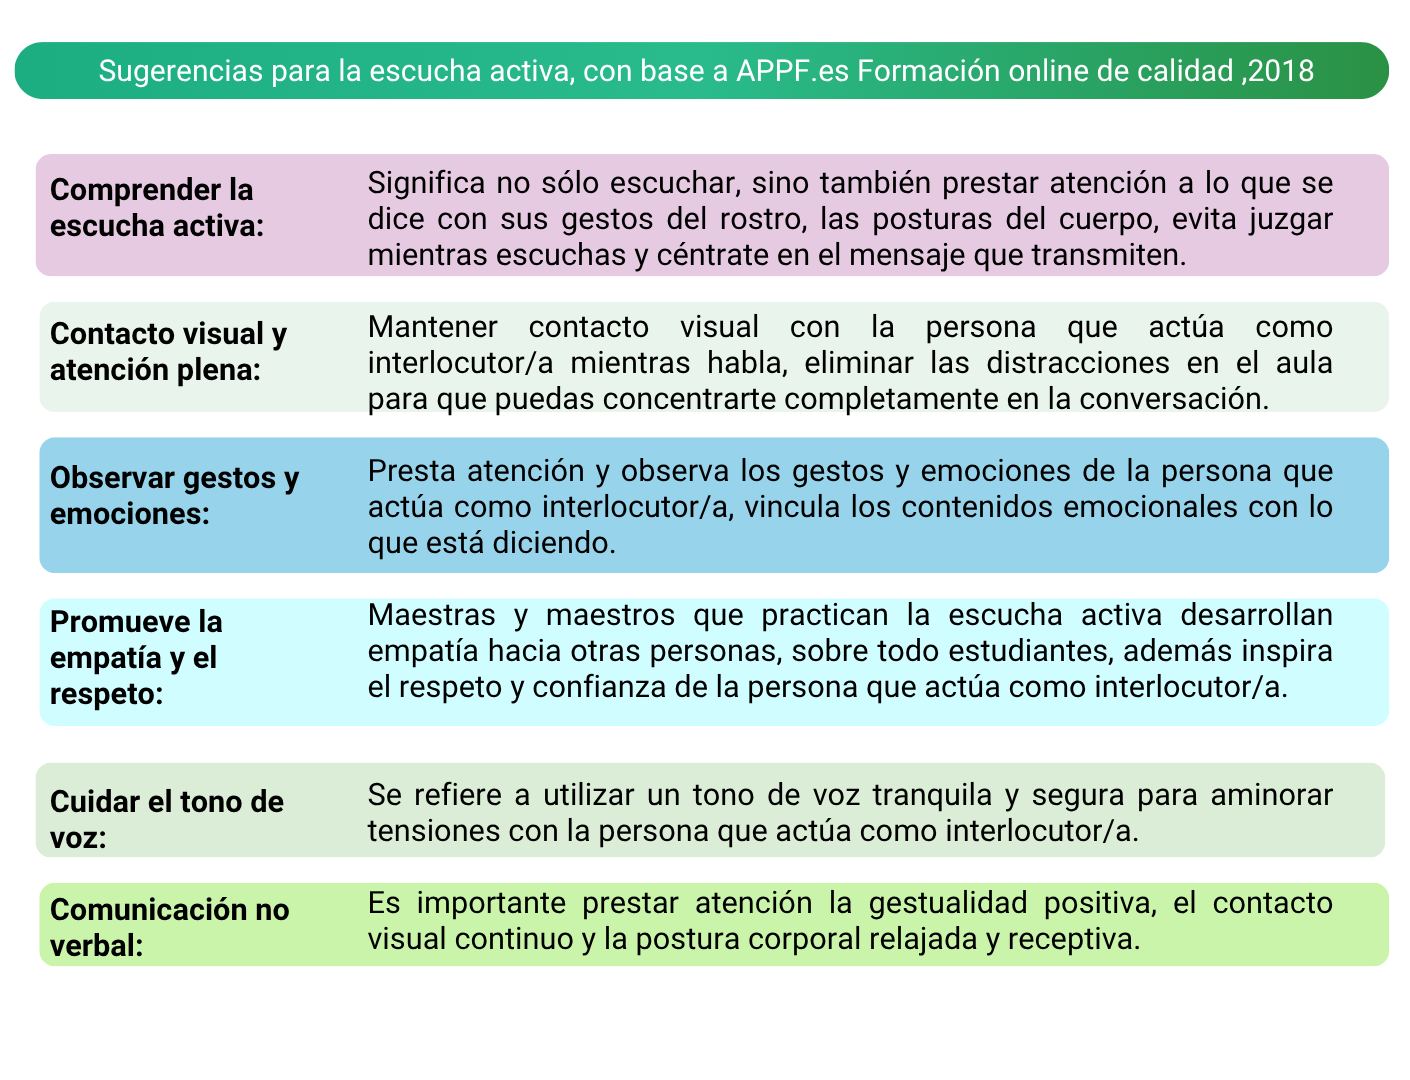 Sugerencias para la escucha activa, con base a APPF.es Formación online de calidad ,2018
Comprender la
escucha activa:
Significa no sólo escuchar, sino también prestar atención a lo que se
dice con sus gestos del rostro, las posturas del cuerpo, evita juzgar
mientras escuchas y céntrate en el mensaje que transmiten.
Contacto visual y
atención plena:
Mantener contacto visual con la persona que actúa como
interlocutor/a mientras habla, eliminar las distracciones en el aula
para que puedas concentrarte completamente en la conversación.
Observar gestos y
emociones:
Presta atención y observa los gestos y emociones de la persona que
actúa como interlocutor/a, vincula los contenidos emocionales con lo
que está diciendo.
Promueve la
empatía y el
respeto:
Maestras y maestros que practican la escucha activa desarrollan
empatía hacia otras personas, sobre todo estudiantes, además inspira
el respeto y confianza de la persona que actúa como interlocutor/a.
Cuidar el tono de
voz:
Se refiere a utilizar un tono de voz tranquila y segura para aminorar
tensiones con la persona que actúa como interlocutor/a.
Comunicación no
verbal:
Es importante prestar atención la gestualidad positiva, el contacto
visual continuo y la postura corporal relajada y receptiva.